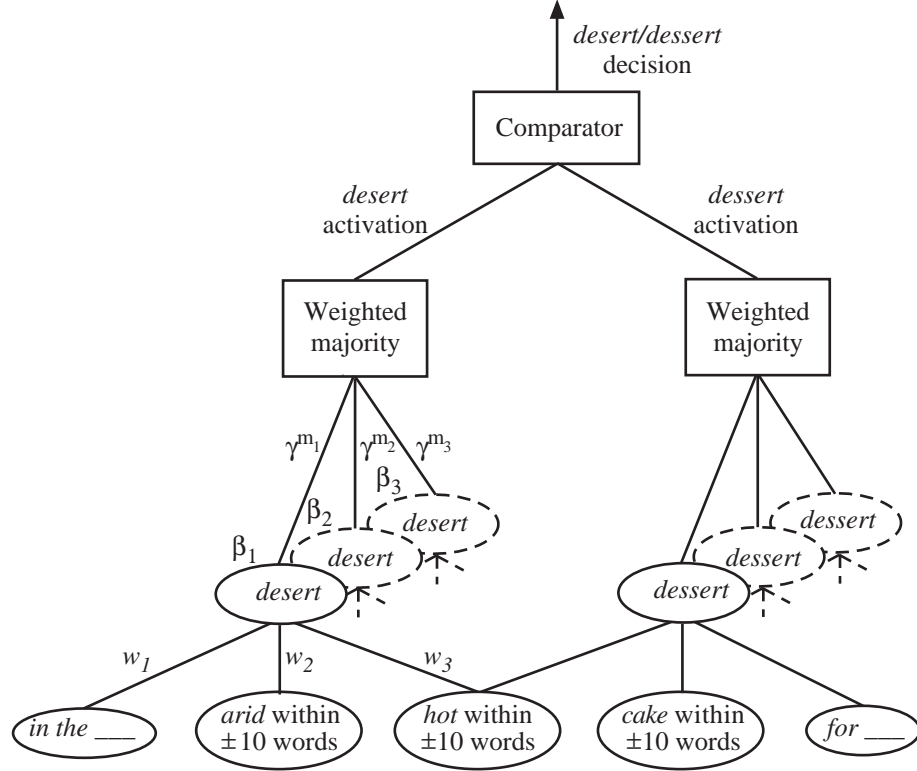 desert/dessert
decision
Comparator
desert
activation
dessert
activation
Weighted
majority
Weighted
majority
γ^m₁ γ^m₂ γ^m₃
β₃
β₂
β₁
desert
desert
desert
dessert
dessert
dessert
w₁ w₂ w₃
in the ___
arid within
±10 words
hot within
±10 words
cake within
±10 words
for ___